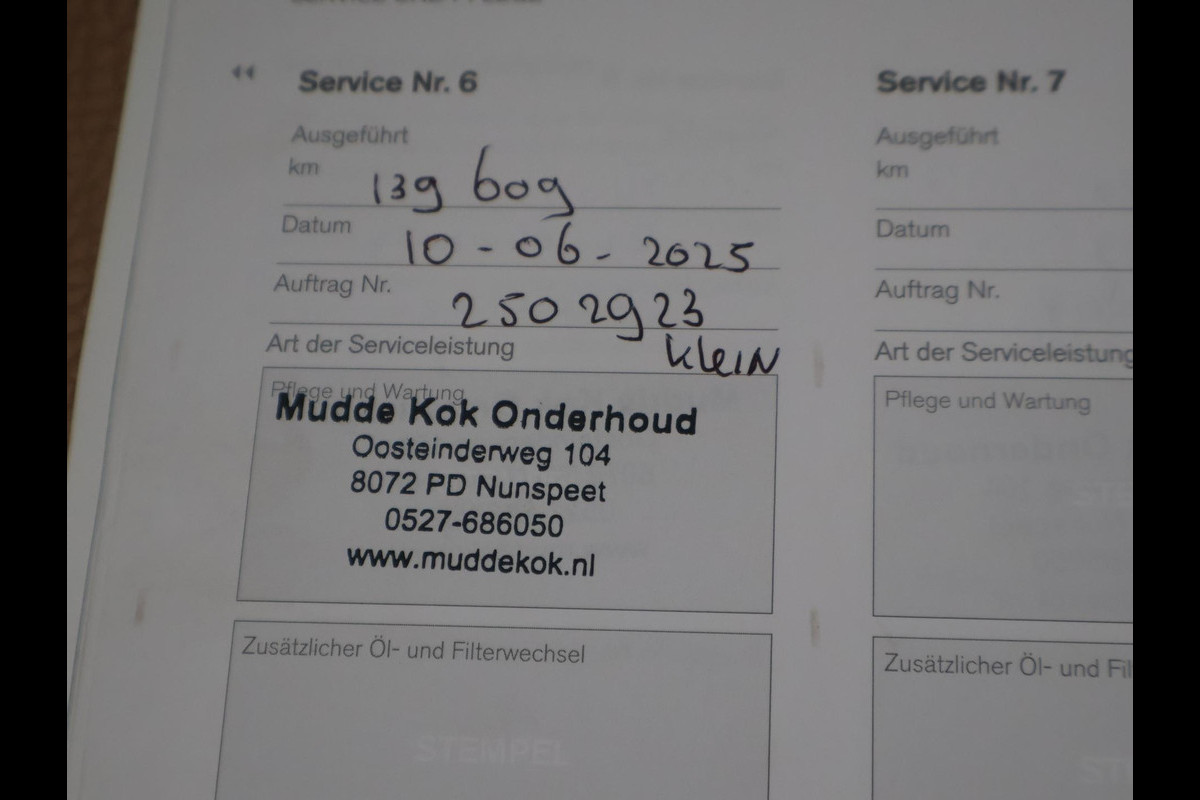 Service Nr. 6
Ausgeführt
km 139 609
Datum 10-06-2025
Auftrag Nr. 2502923
Art der Serviceleistung Klein
Pflege und Wartung
Mudde Kok Onderhoud
Oosteinderweg 104
8072 PD Nunspeet
0527-686050
www.muddekok.nl
Zusätzlicher Öl- und Filterwechsel
STEMPEL
Service Nr. 7
Ausgeführt
km
Datum
Auftrag Nr.
Art der Serviceleistung
Pflege und Wartung
Zusätzlicher Öl- und Fil
ST